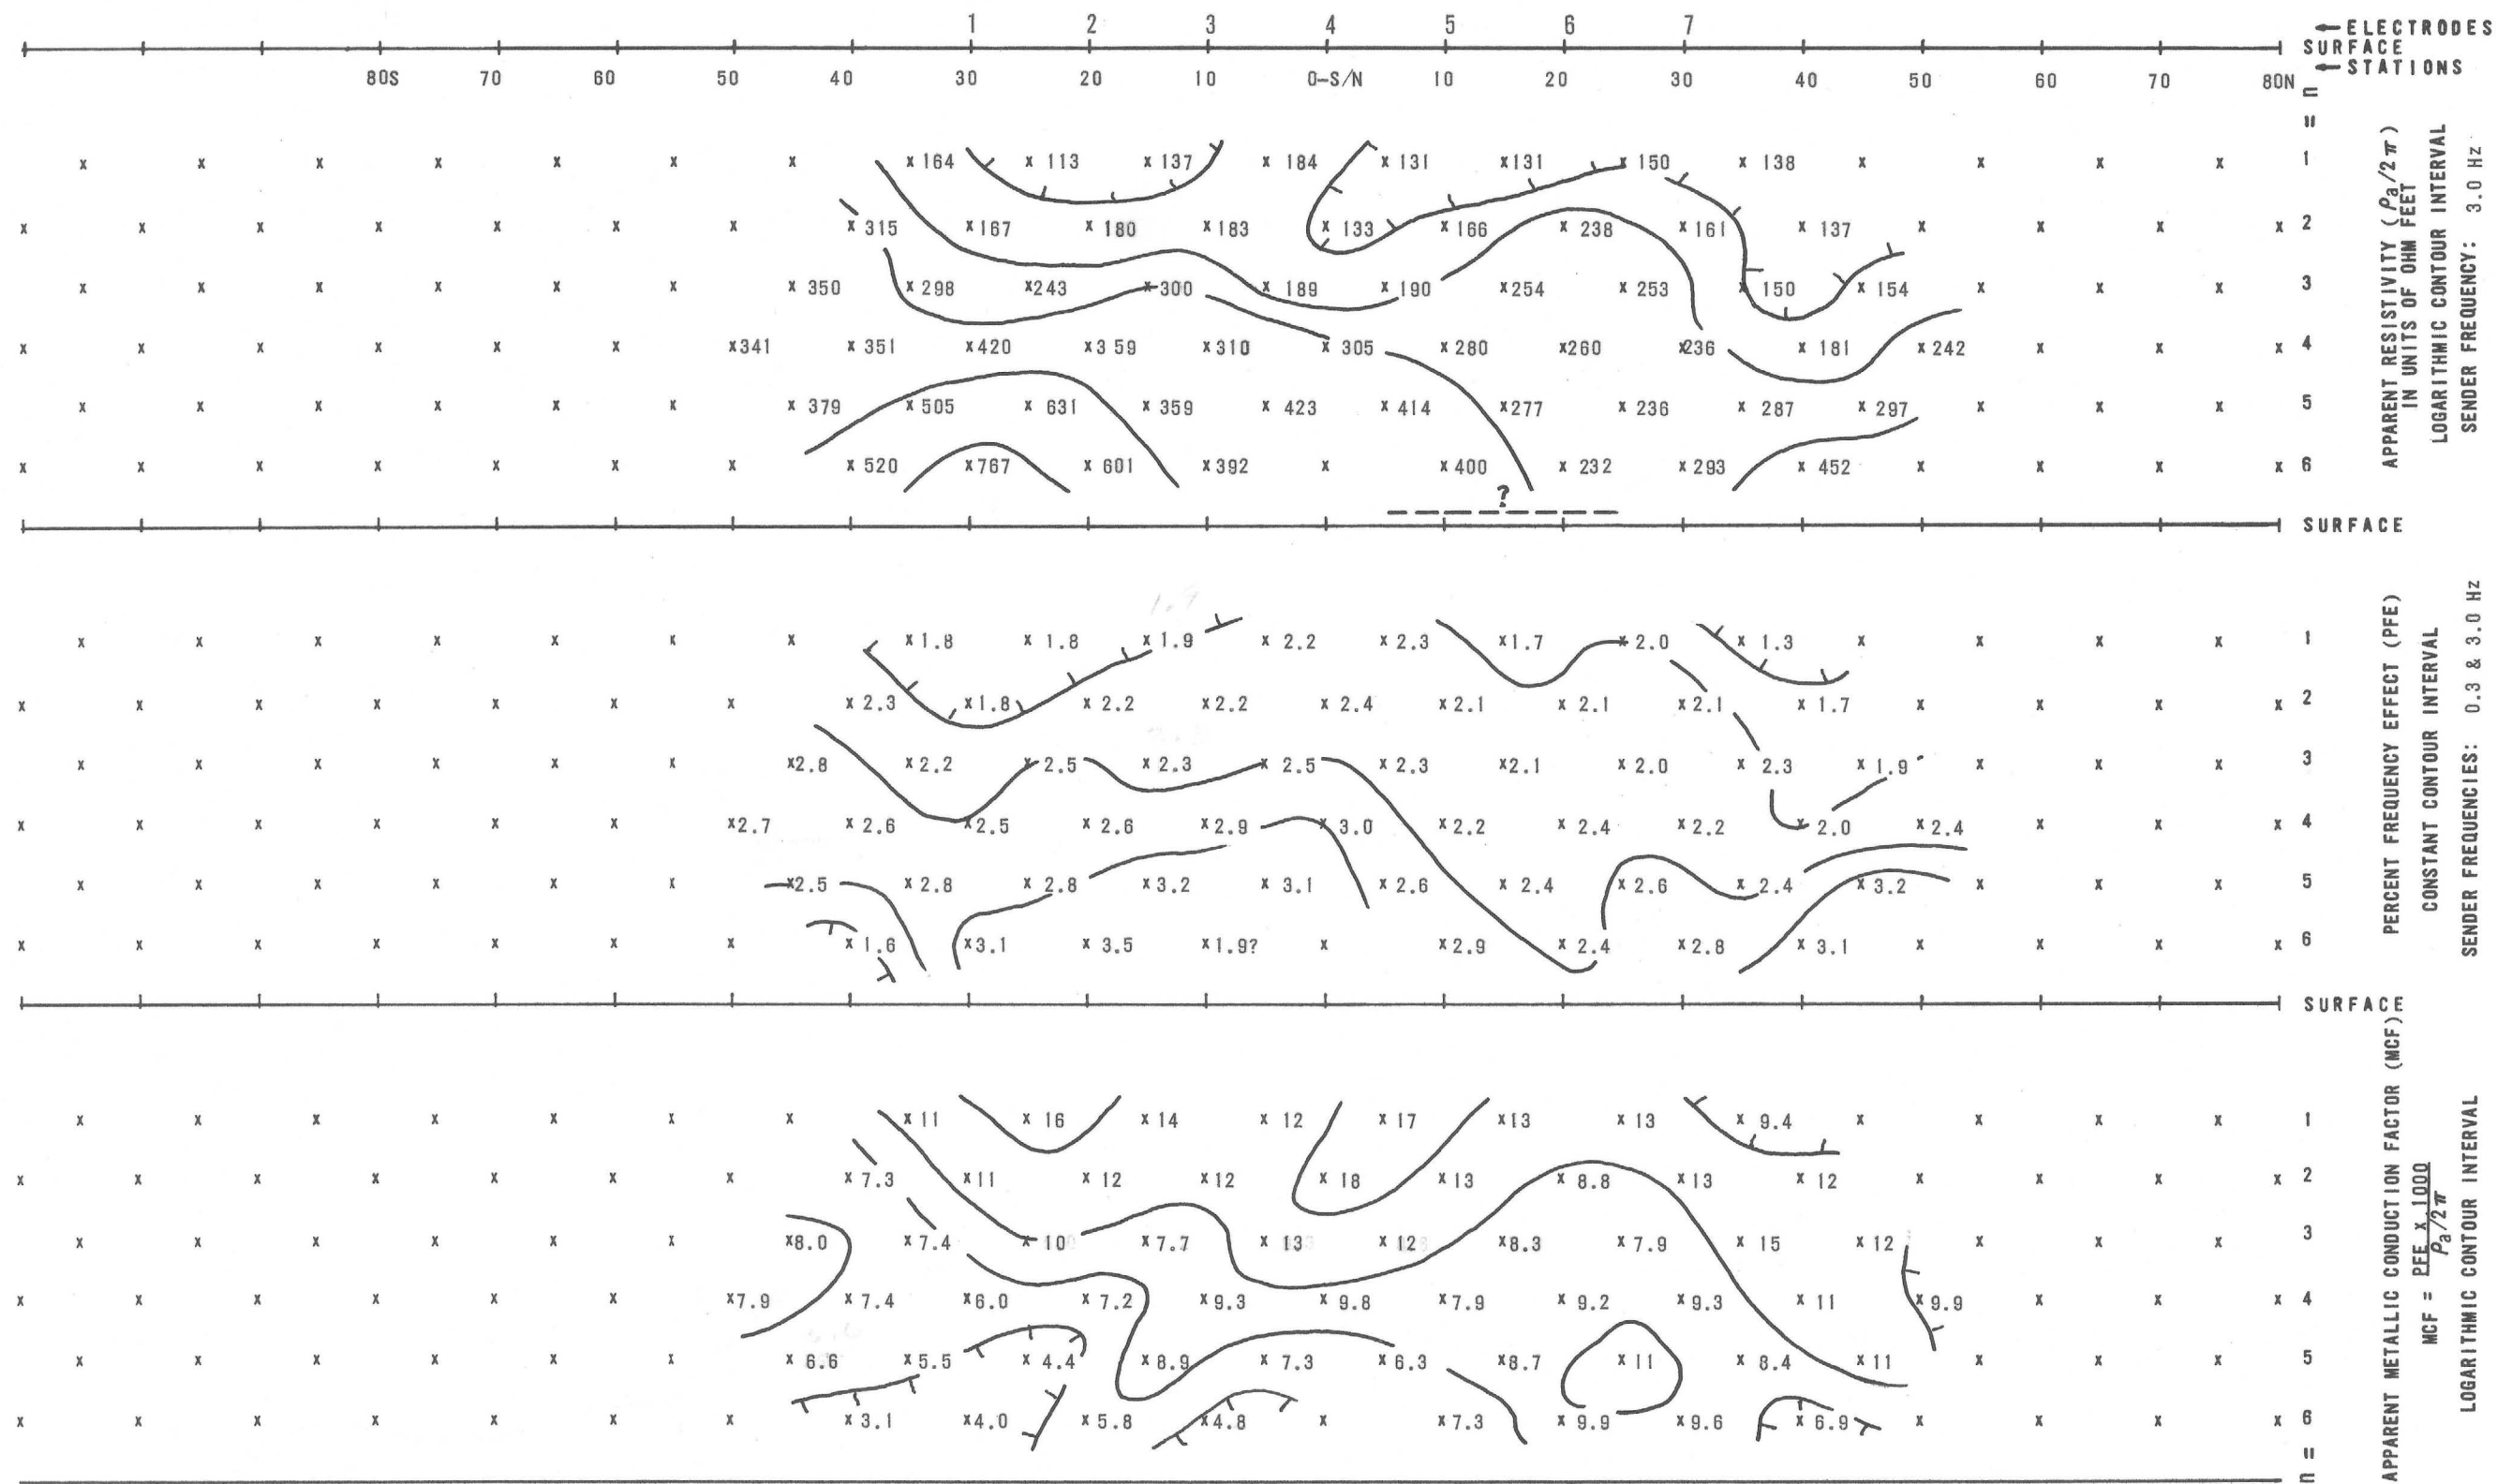 1 2 3 4 5 6 7 ←ELECTRODES
SURFACE
80S 70 60 50 40 30 20 10 0-S/N 10 20 30 40 50 60 70 80N ←STATIONS
n =
x x x x x x x x 164 x 113 x 137 x 184 x 131 x 131 x 150 x 138 x x x x 1
x x x x x x x x 315 x 167 x 180 x 183 x 133 x 166 x 238 x 161 x 137 x x x x 2
x x x x x x x 350 x 298 x 243 x 300 x 189 x 190 x 254 x 253 x 150 x 154 x x x 3
x x x x x x x 341 x 351 x 420 x 359 x 310 x 305 x 280 x 260 x 236 x 181 x 242 x x x 4
x x x x x x x 379 x 505 x 631 x 359 x 423 x 414 x 277 x 236 x 287 x 297 x x x 5
x x x x x x x x 520 x 767 x 601 x 392 x x 400 x 232 x 293 x 452 x x x x 6
?
APPARENT RESISTIVITY (ρa/2π)
IN UNITS OF OHM FEET
LOGARITHMIC CONTOUR INTERVAL
SENDER FREQUENCY: 3.0 Hz
SURFACE
x x x x x x x x 1.8 x 1.8 x 1.9 x 2.2 x 2.3 x 1.7 x 2.0 x 1.3 x x x x 1
x x x x x x x x 2.3 x 1.8 x 2.2 x 2.2 x 2.4 x 2.1 x 2.1 x 2.1 x 1.7 x x x x 2
x x x x x x x 2.8 x 2.2 x 2.5 x 2.3 x 2.5 x 2.3 x 2.1 x 2.0 x 2.3 x 1.9 x x x 3
x x x x x x x 2.7 x 2.6 x 2.5 x 2.6 x 2.9 x 3.0 x 2.2 x 2.4 x 2.2 x 2.0 x 2.4 x x x 4
x x x x x x x 2.5 x 2.8 x 2.8 x 3.2 x 3.1 x 2.6 x 2.4 x 2.6 x 2.4 x 3.2 x x x 5
x x x x x x x x 1.6 x 3.1 x 3.5 x 1.9? x x 2.9 x 2.4 x 2.8 x 3.1 x x x x 6
PERCENT FREQUENCY EFFECT (PFE)
CONSTANT CONTOUR INTERVAL
SENDER FREQUENCIES: 0.3 & 3.0 Hz
SURFACE
x x x x x x x x 11 x 16 x 14 x 12 x 17 x 13 x 13 x 9.4 x x x x 1
x x x x x x x x 7.3 x 11 x 12 x 12 x 18 x 13 x 8.8 x 13 x 12 x x x x 2
x x x x x x x 8.0 x 7.4 x 10 x 7.7 x 13 x 12 x 8.3 x 7.9 x 15 x 12 x x x 3
x x x x x x x 7.9 x 7.4 x 6.0 x 7.2 x 9.3 x 9.8 x 7.9 x 9.2 x 9.3 x 11 x 9.9 x x x 4
x x x x x x x 6.6 x 5.5 x 4.4 x 8.9 x 7.3 x 6.3 x 8.7 x 11 x 8.4 x 11 x x x 5
x x x x x x x x 3.1 x 4.0 x 5.8 x 4.8 x x 7.3 x 9.9 x 9.6 x 6.9 x x x x 6
n =
APPARENT METALLIC CONDUCTION FACTOR (MCF)
MCF = PFE X 1000
ρa/2π
LOGARITHMIC CONTOUR INTERVAL